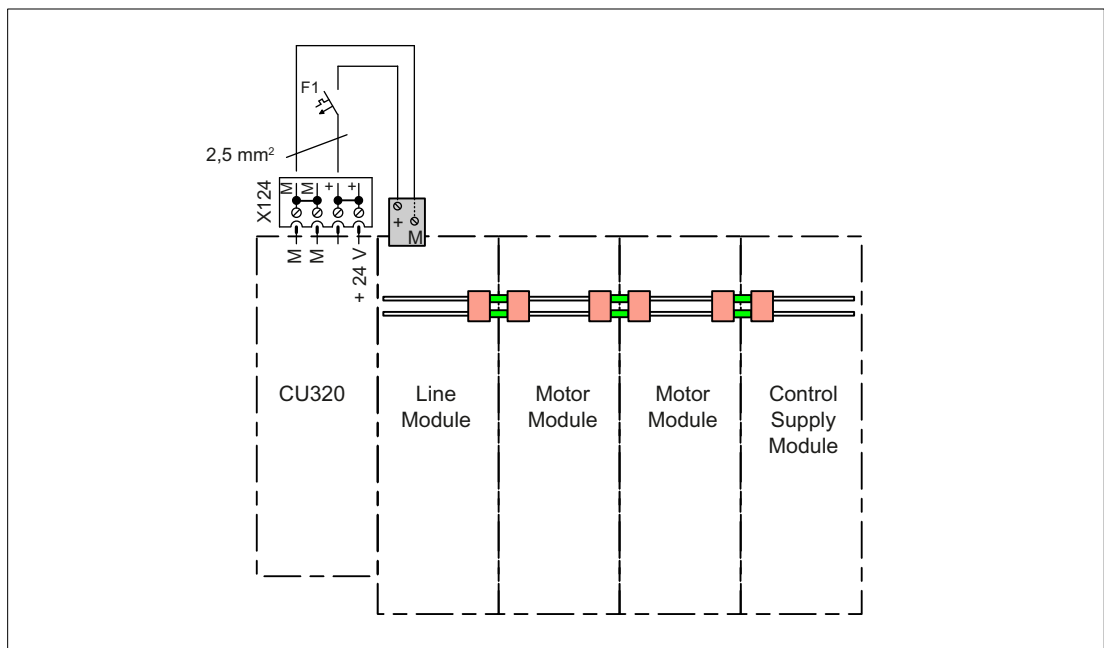 F1
2,5 mm²
X124
M M + +
+
M
M
M
+ 24 V
CU320
Line
Module
Motor
Module
Motor
Module
Control
Supply
Module